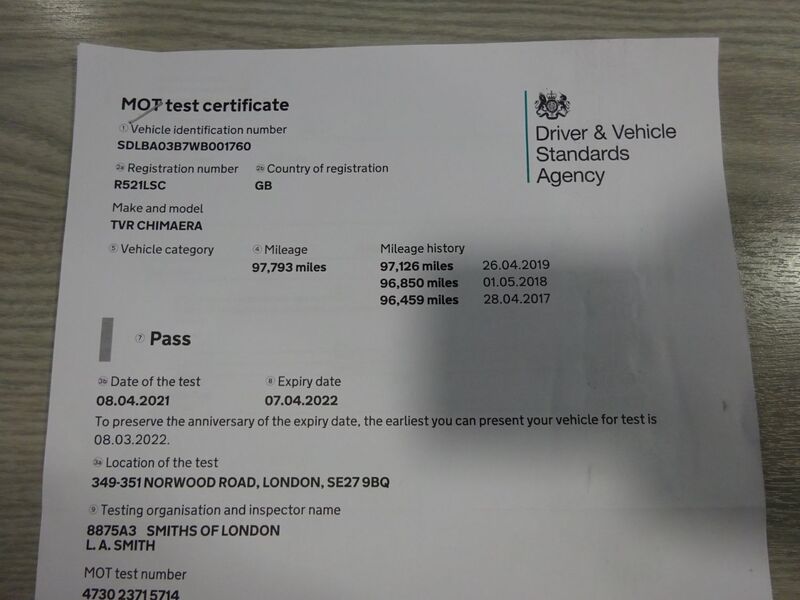 MOT test certificate
Driver & Vehicle
Standards
Agency
1 Vehicle identification number
SDLBA03B7WB001760
2a Registration number 2b Country of registration
R521LSC GB
Make and model
TVR CHIMAERA
5 Vehicle category 4 Mileage Mileage history
97,793 miles 97,126 miles 26.04.2019
96,850 miles 01.05.2018
96,459 miles 28.04.2017
7 Pass
3b Date of the test 8 Expiry date
08.04.2021 07.04.2022
To preserve the anniversary of the expiry date, the earliest you can present your vehicle for test is
08.03.2022.
3a Location of the test
349-351 NORWOOD ROAD, LONDON, SE27 9BQ
9 Testing organisation and inspector name
8875A3 SMITHS OF LONDON
L. A. SMITH
MOT test number
4730 2371 5714